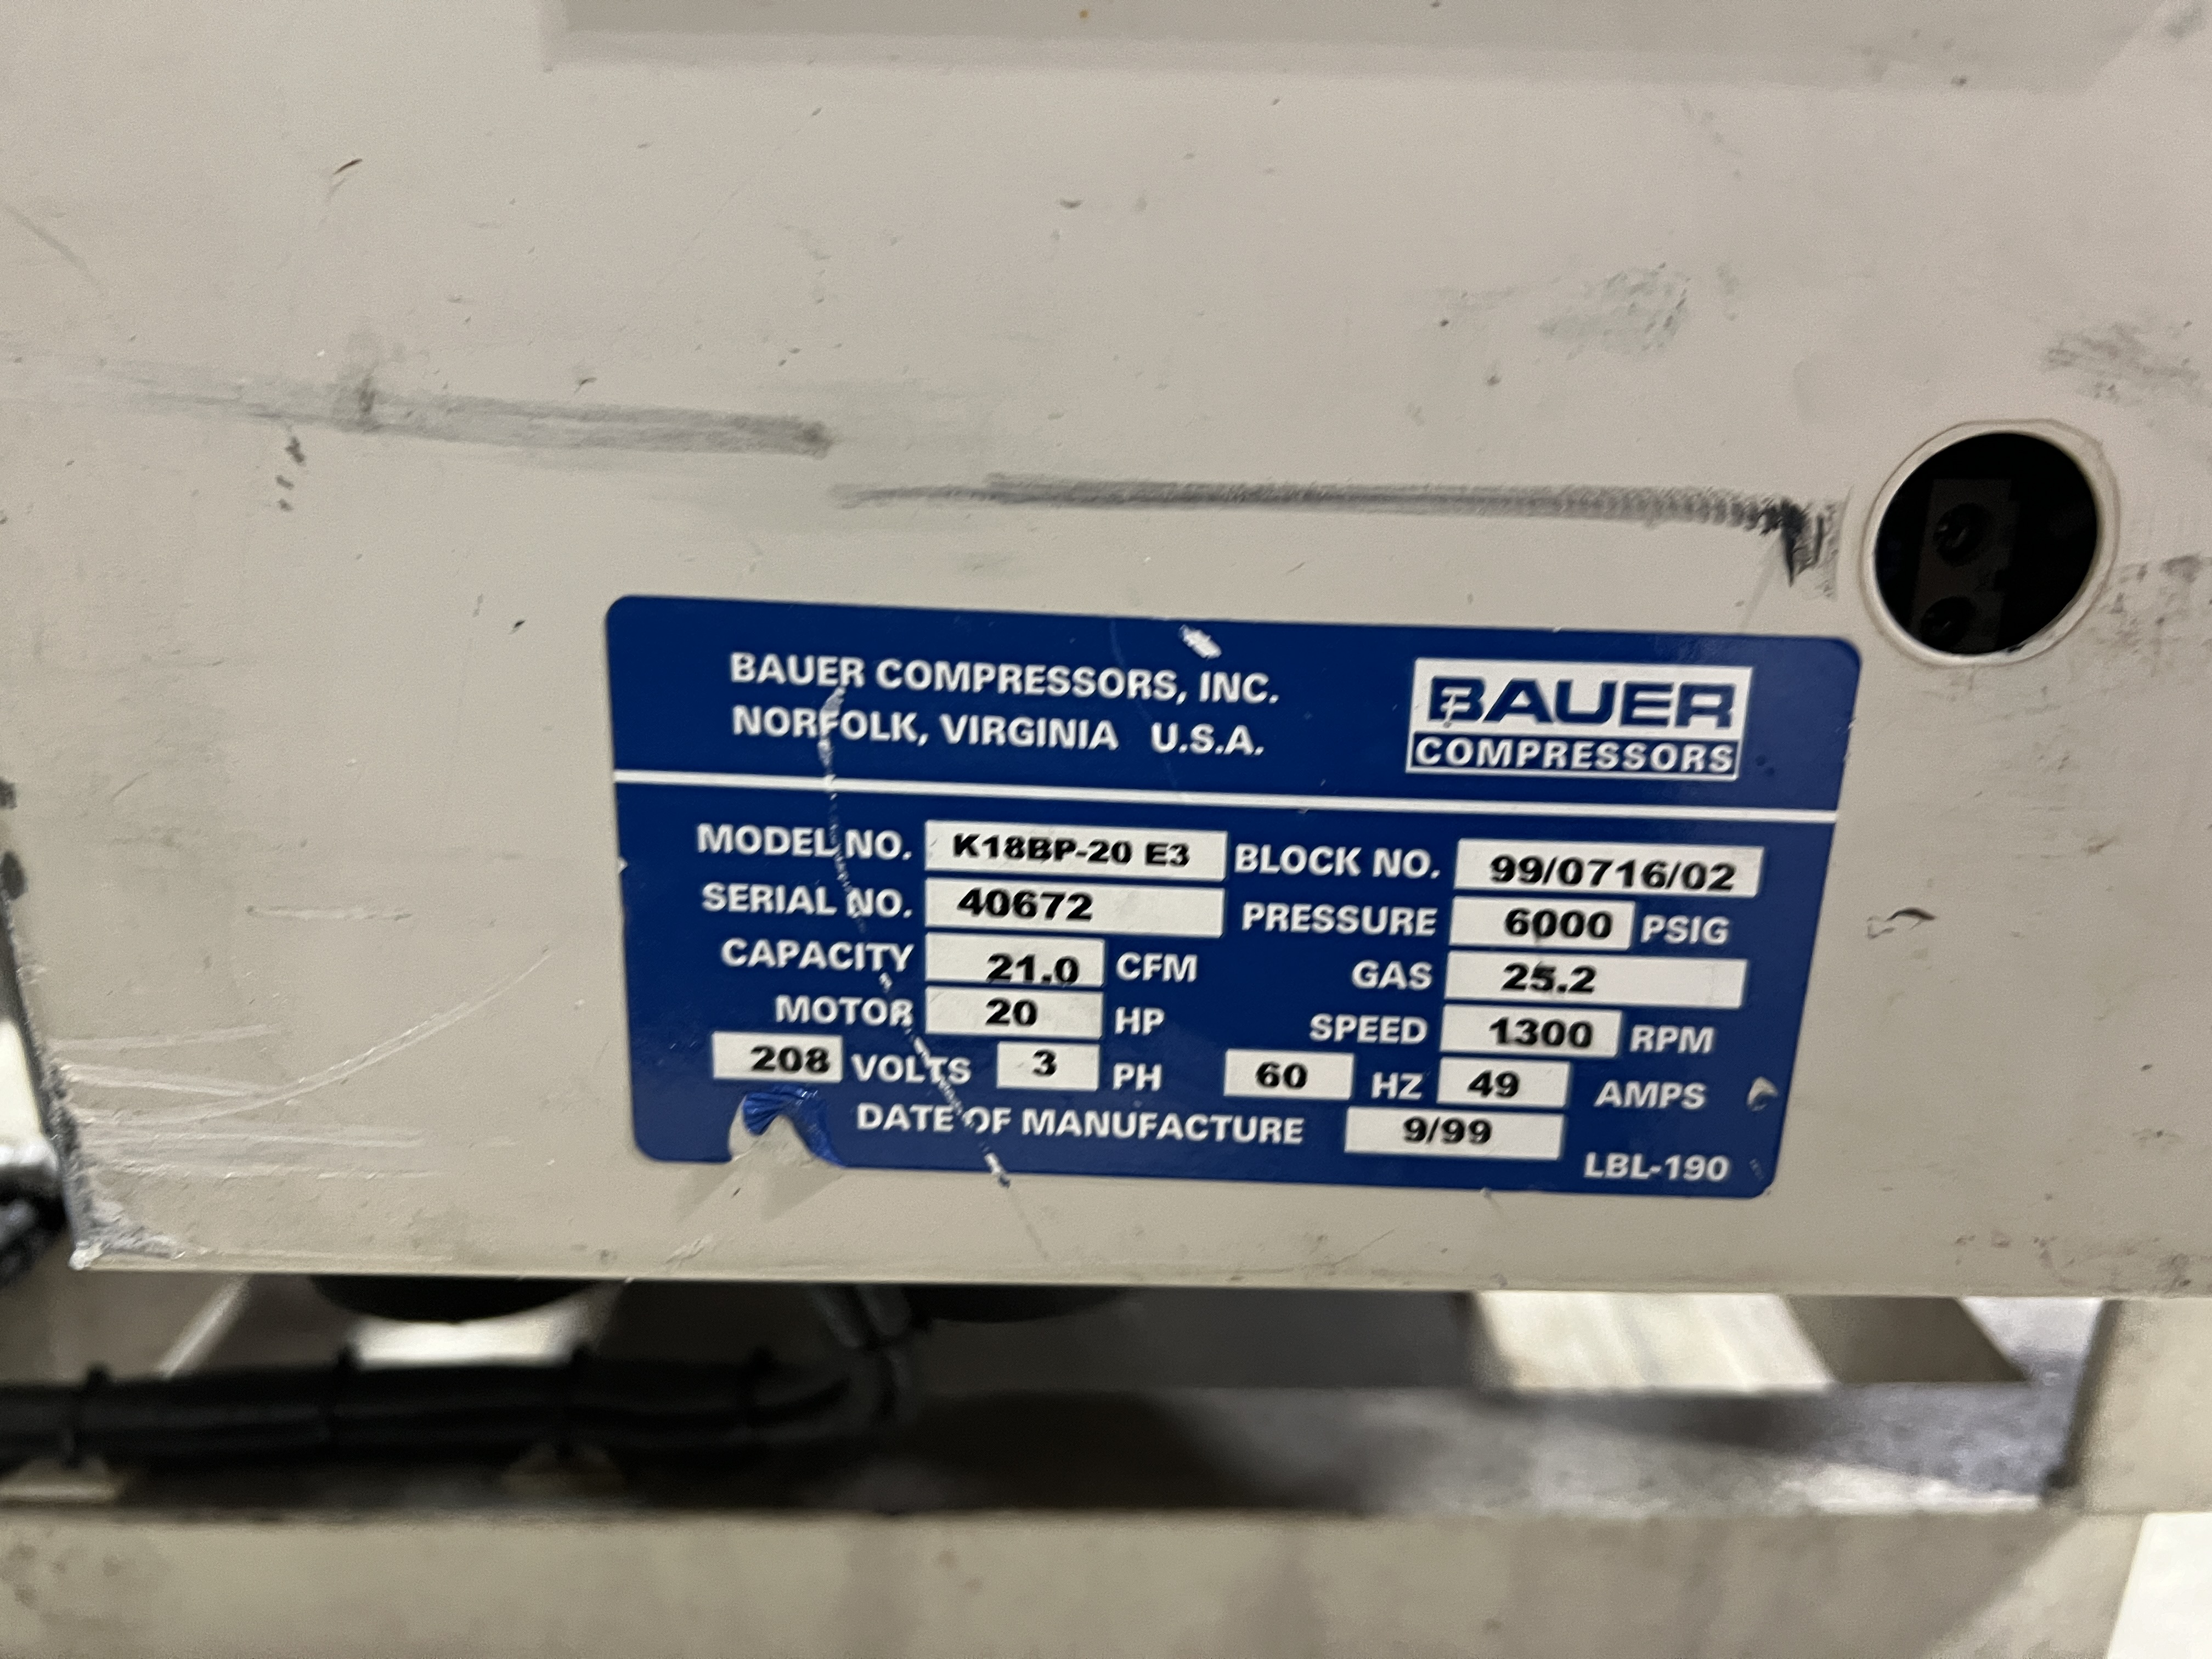 BAUER COMPRESSORS, INC.
NORFOLK, VIRGINIA U.S.A.
BAUER
COMPRESSORS
MODEL NO. K18BP-20 E3 BLOCK NO. 99/0716/02
SERIAL NO. 40672 PRESSURE 6000 PSIG
CAPACITY 21.0 CFM GAS 25.2
MOTOR 20 HP SPEED 1300 RPM
208 VOLTS 3 PH 60 HZ 49 AMPS
DATE OF MANUFACTURE 9/99
LBL-190